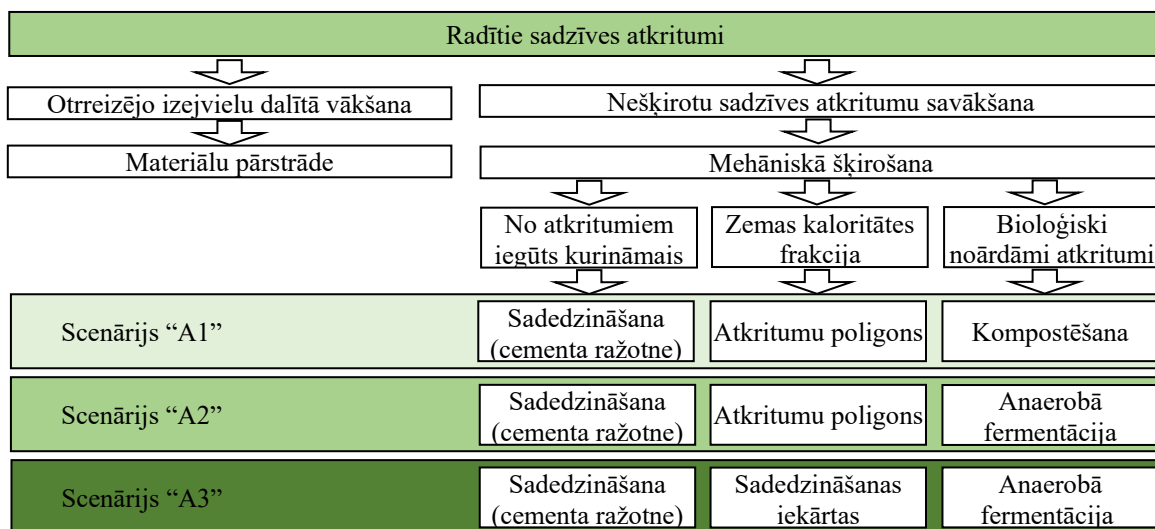 Radītie sadzīves atkritumi
Otrreizējo izejvielu dalītā vākšana
Nešķirotu sadzīves atkritumu savākšana
Materiālu pārstrāde
Mehāniskā šķirošana
No atkritumiem
iegūts kurināmais
Zemas kaloritātes
frakcija
Bioloģiski
noārdāmi atkritumi
Scenārijs “A1”
Sadedzināšana
(cementa ražotne)
Atkritumu poligons
Kompostēšana
Scenārijs “A2”
Sadedzināšana
(cementa ražotne)
Atkritumu poligons
Anaerobā
fermentācija
Scenārijs “A3”
Sadedzināšana
(cementa ražotne)
Sadedzināšanas
iekārtas
Anaerobā
fermentācija